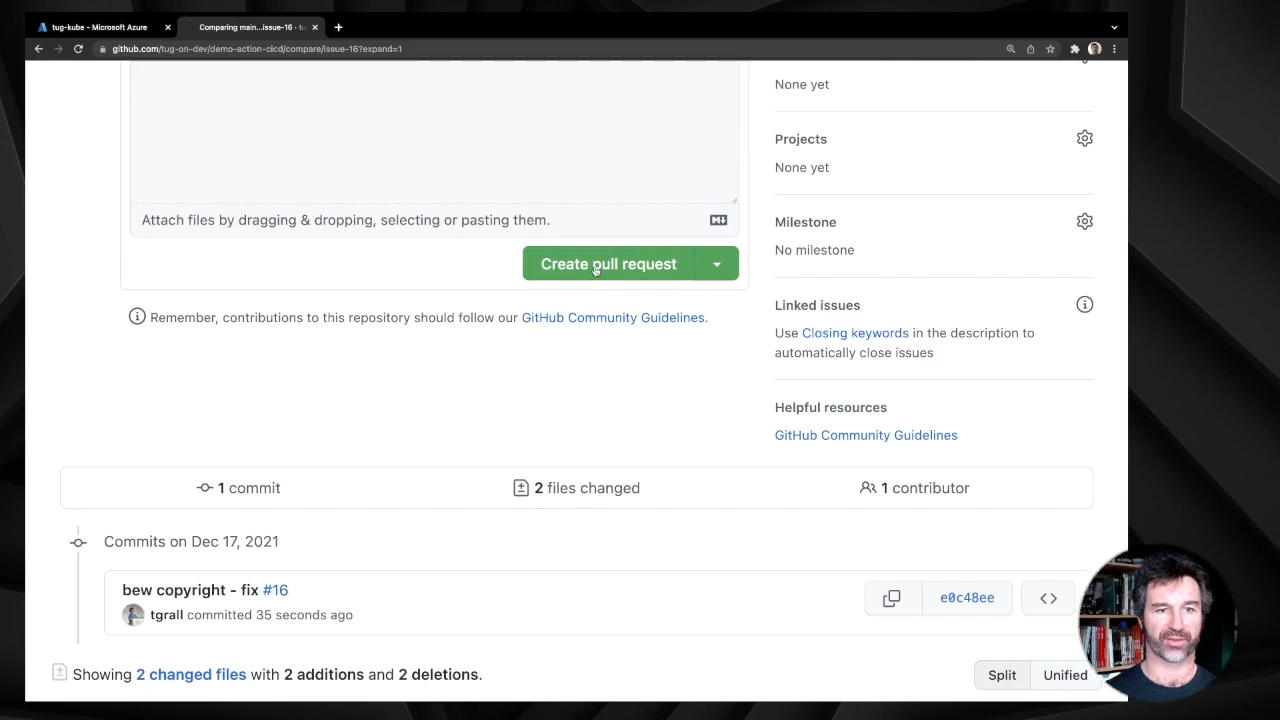 tug-kube - Microsoft Azure
Comparing main...issue-16 · tu
github.com/tug-on-dev/demo-action-cicd/compare/issue-16?expand=1
None yet
Projects
None yet
Attach files by dragging & dropping, selecting or pasting them.
Milestone
No milestone
Create pull request
Remember, contributions to this repository should follow our GitHub Community Guidelines.
Linked issues
Use Closing keywords in the description to
automatically close issues
Helpful resources
GitHub Community Guidelines
1 commit
2 files changed
1 contributor
Commits on Dec 17, 2021
bew copyright - fix #16
tgrall committed 35 seconds ago
e0c48ee
Showing 2 changed files with 2 additions and 2 deletions.
Split
Unified